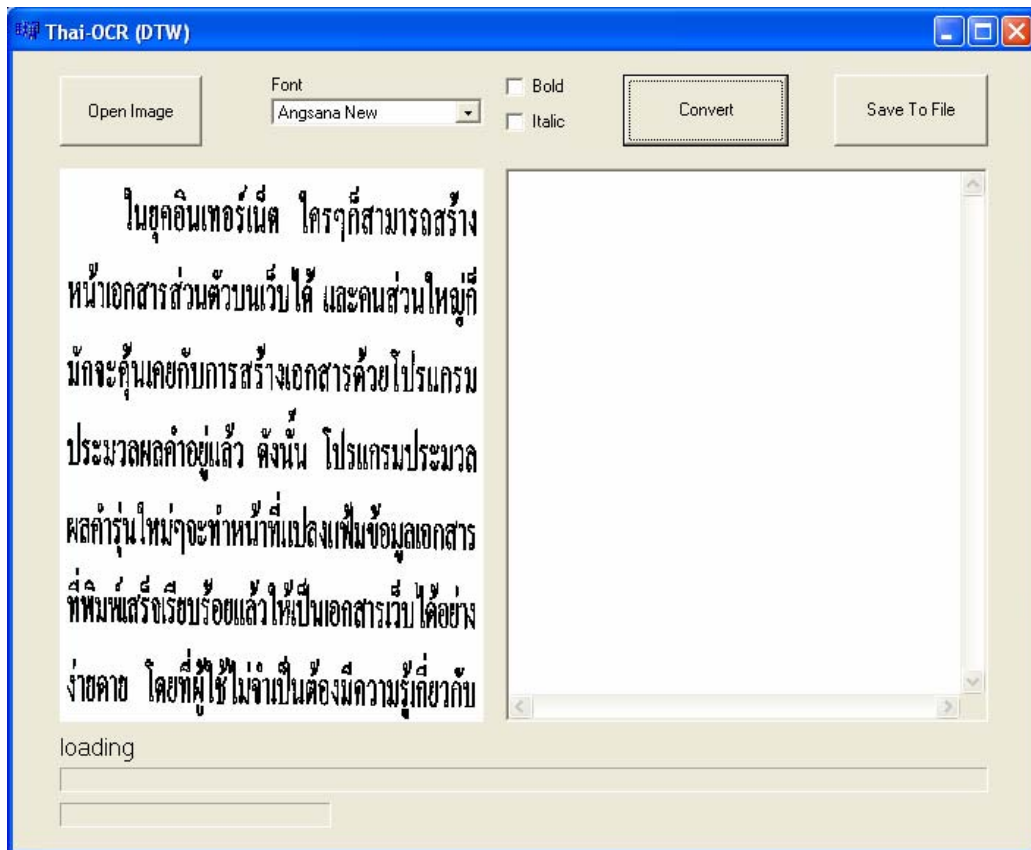 Thai-OCR (DTW)
Open Image
Font
Angsana New
Bold
Italic
Convert
Save To File
ในยุคอินเทอร์เน็ต ใครๆก็สามารถสร้าง
หน้าเอกสารส่วนตัวบนเว็บได้ และคนส่วนใหญ่ก็
มักจะคุ้นเคยกับการสร้างเอกสารด้วยโปรแกรม
ประมวลผลคำอยู่แล้ว ดังนั้น โปรแกรมประมวล
ผลคำรุ่นใหม่ๆจะทำหน้าที่แปลงแฟ้มข้อมูลเอกสาร
ที่พิมพ์เสร็จเรียบร้อยแล้วให้เป็นเอกสารเว็บได้อย่าง
ง่ายดาย โดยที่ผู้ใช้ไม่จำเป็นต้องมีความรู้เกี่ยวกับ
loading